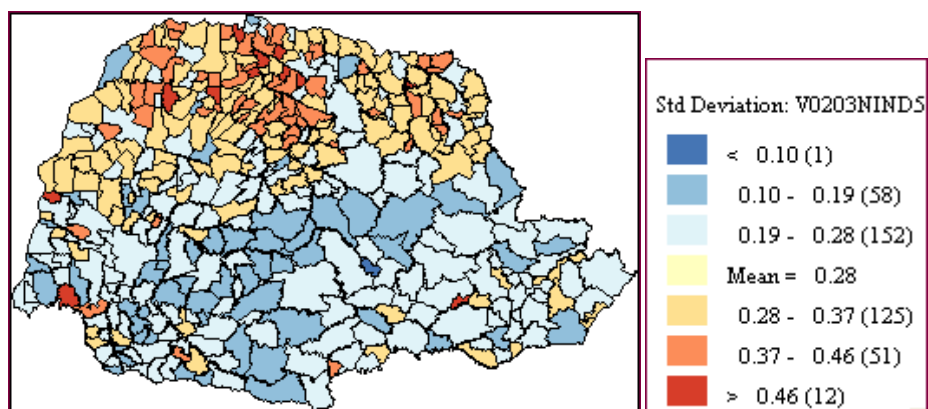 Std Deviation: V0203NIND5
< 0.10 (1)
0.10 - 0.19 (58)
0.19 - 0.28 (152)
Mean = 0.28
0.28 - 0.37 (125)
0.37 - 0.46 (51)
> 0.46 (12)